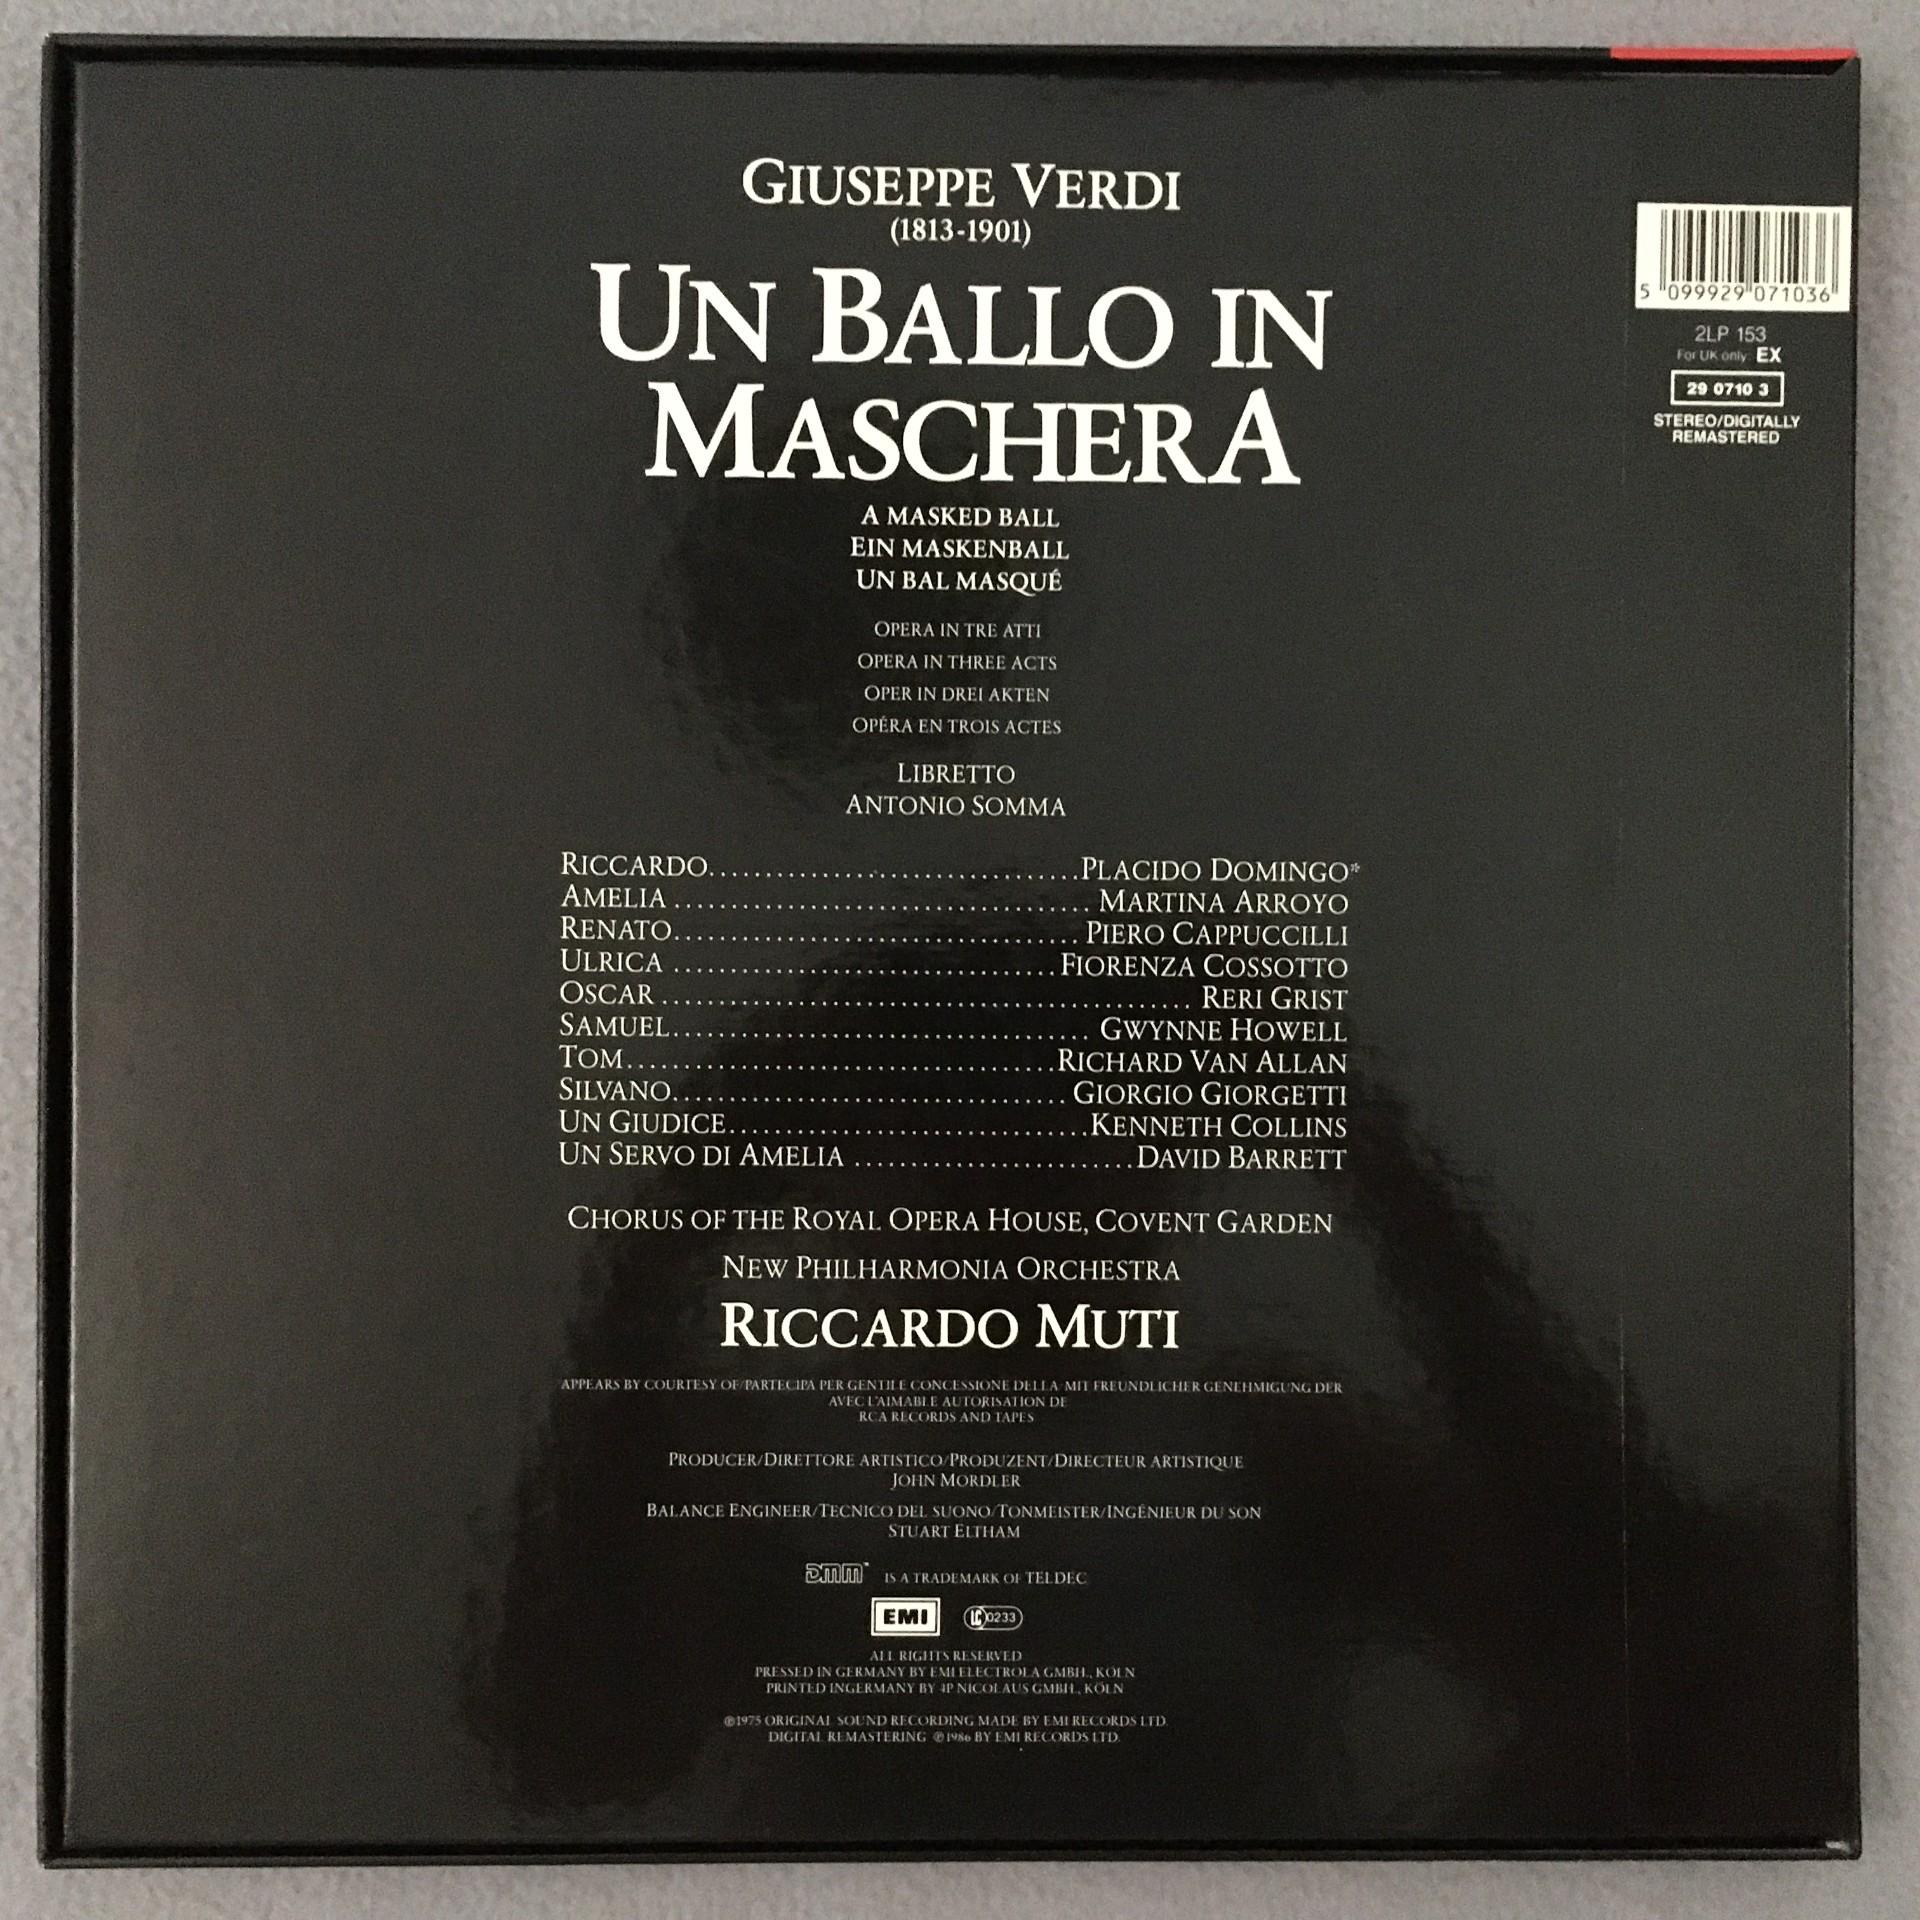 GIUSEPPE VERDI
(1813-1901)
UN BALLO IN
MASCHERA
A MASKED BALL
EIN MASKENBALL
UN BAL MASQUÉ
OPERA IN TRE ATTI
OPERA IN THREE ACTS
OPER IN DREI AKTEN
OPÉRA EN TROIS ACTES
LIBRETTO
ANTONIO SOMMA
RICCARDO.................................PLACIDO DOMINGO*
AMELIA ..................................... MARTINA ARROYO
RENATO....................................PIERO CAPPUCCILLI
ULRICA ..................................FIORENZA COSSOTTO
OSCAR ............................................... RERI GRIST
SAMUEL..................................... GWYNNE HOWELL
TOM......................................RICHARD VAN ALLAN
SILVANO................................... GIORGIO GIORGETTI
UN GIUDICE................................KENNETH COLLINS
UN SERVO DI AMELIA .........................DAVID BARRETT
CHORUS OF THE ROYAL OPERA HOUSE, COVENT GARDEN
NEW PHILHARMONIA ORCHESTRA
RICCARDO MUTI
APPEARS BY COURTESY OF/PARTECIPA PER GENTILE CONCESSIONE DELLA/MIT FREUNDLICHER GENEHMIGUNG DER
AVEC L'AIMABLE AUTORISATION DE
RCA RECORDS AND TAPES
PRODUCER/DIRETTORE ARTISTICO/PRODUZENT/DIRECTEUR ARTISTIQUE
JOHN MORDLER
BALANCE ENGINEER/TECNICO DEL SUONO/TONMEISTER/INGÉNIEUR DU SON
STUART ELTHAM
DMM™ IS A TRADEMARK OF TELDEC
EMI LC 0233
ALL RIGHTS RESERVED
PRESSED IN GERMANY BY EMI ELECTROLA GMBH., KÖLN
PRINTED INGERMANY BY 4P NICOLAUS GMBH., KÖLN
℗1975 ORIGINAL SOUND RECORDING MADE BY EMI RECORDS LTD.
DIGITAL REMASTERING ℗1986 BY EMI RECORDS LTD.
5 099929 071036
2LP 153
For UK only: EX
29 0710 3
STEREO/DIGITALLY
REMASTERED